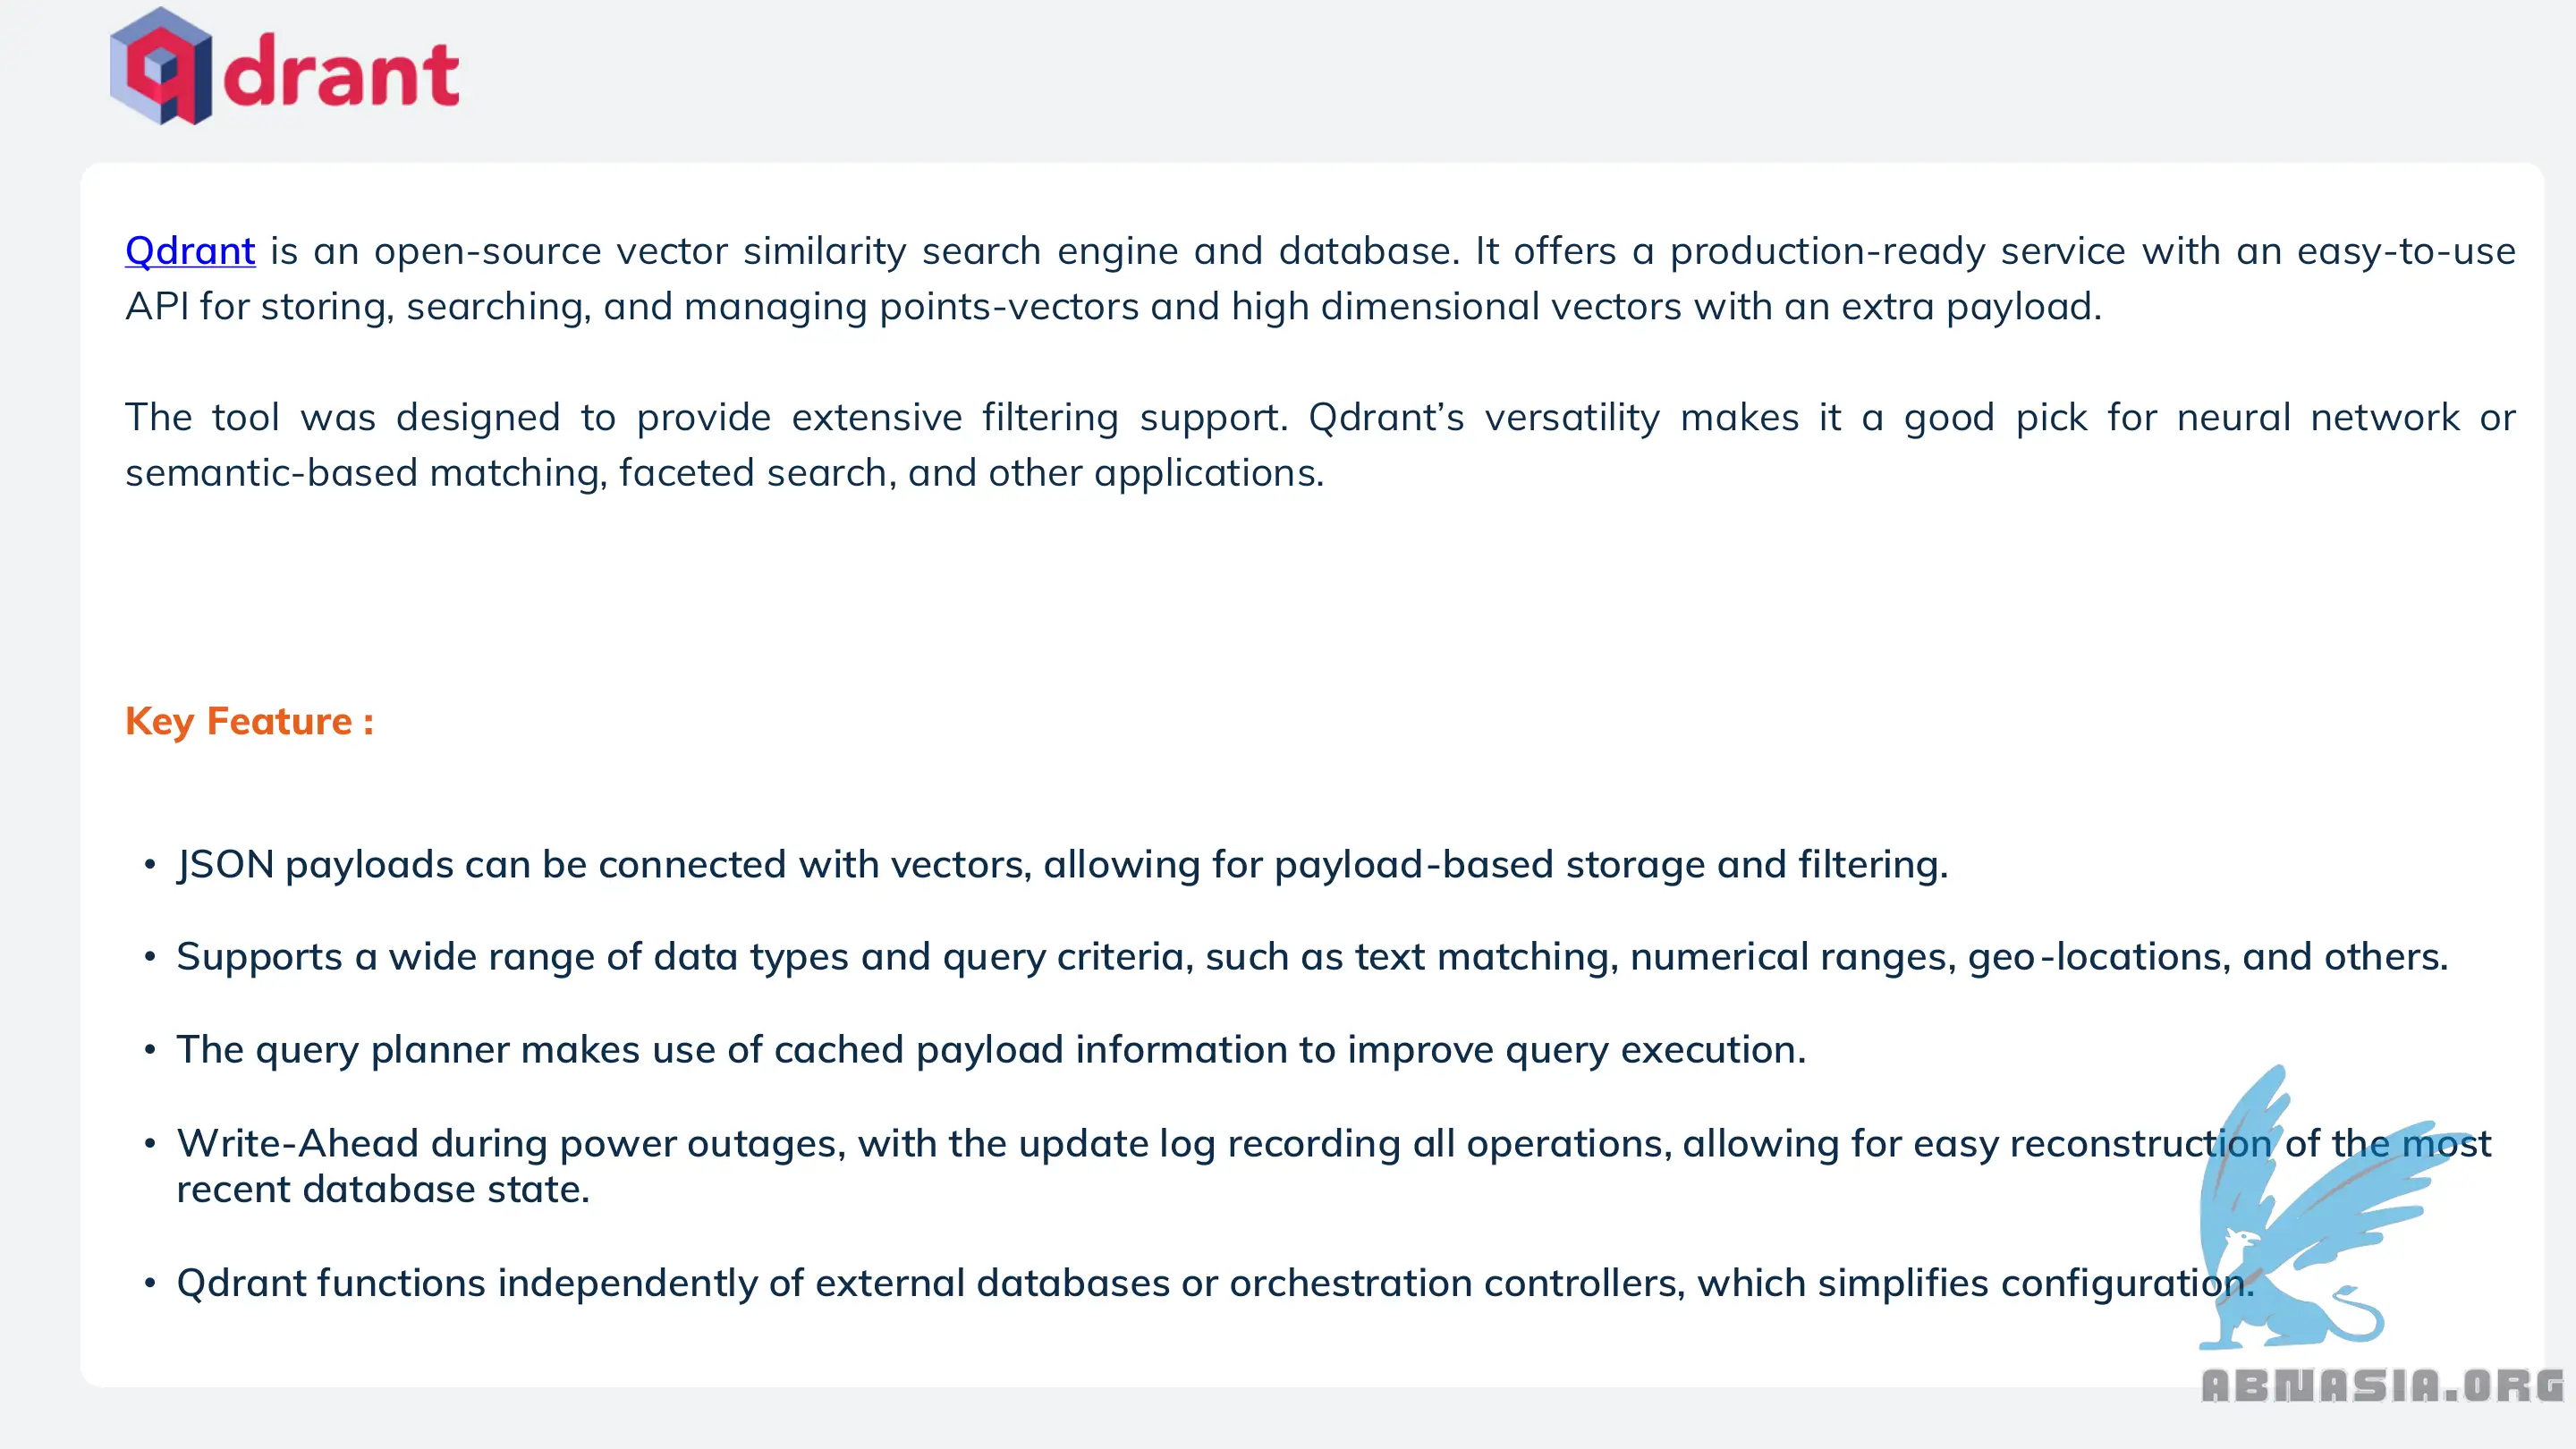 qdrant
Qdrant is an open-source vector similarity search engine and database. It offers a production-ready service with an easy-to-use
API for storing, searching, and managing points-vectors and high dimensional vectors with an extra payload.
The tool was designed to provide extensive filtering support. Qdrant’s versatility makes it a good pick for neural network or
semantic-based matching, faceted search, and other applications.
Key Feature :
• JSON payloads can be connected with vectors, allowing for payload-based storage and filtering.
• Supports a wide range of data types and query criteria, such as text matching, numerical ranges, geo-locations, and others.
• The query planner makes use of cached payload information to improve query execution.
• Write-Ahead during power outages, with the update log recording all operations, allowing for easy reconstruction of the most
recent database state.
• Qdrant functions independently of external databases or orchestration controllers, which simplifies configuration.
ABNASIA.ORG